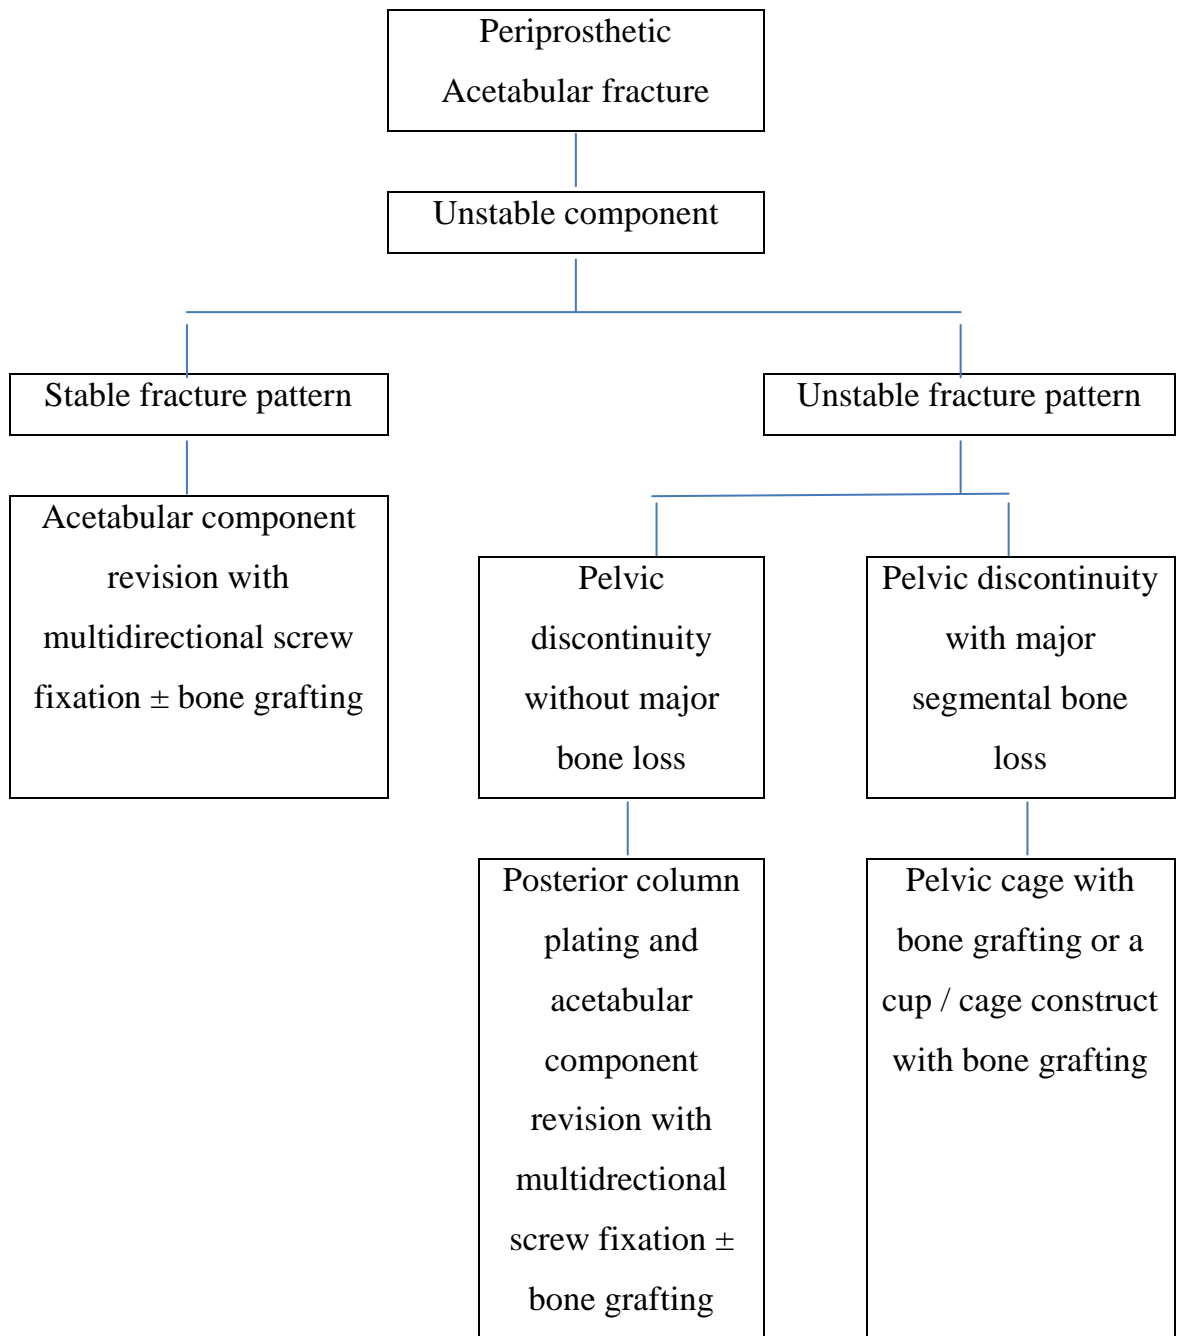 Periprosthetic
Acetabular fracture
Unstable component
Stable fracture pattern
Unstable fracture pattern
Acetabular component
revision with
multidirectional screw
fixation ± bone grafting
Pelvic
discontinuity
without major
bone loss
Pelvic discontinuity
with major
segmental bone
loss
Posterior column
plating and
acetabular
component
revision with
multidrectional
screw fixation ±
bone grafting
Pelvic cage with
bone grafting or a
cup / cage construct
with bone grafting